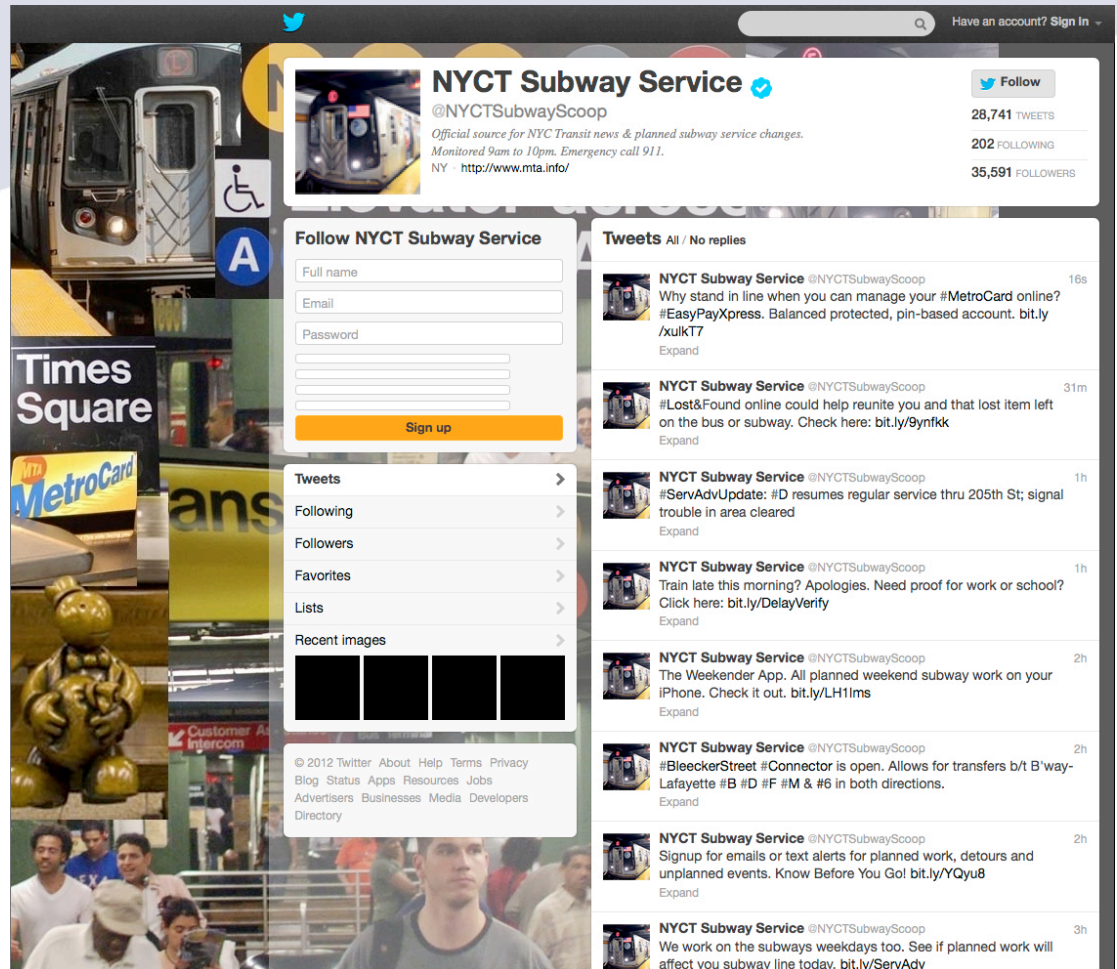 Have an account? Sign in
NYCT Subway Service
@NYCTSubwayScoop
Official source for NYC Transit news & planned subway service changes.
Monitored 9am to 10pm. Emergency call 911.
NY · http://www.mta.info/
Follow
28,741 TWEETS
202 FOLLOWING
35,591 FOLLOWERS
L
A
Elevator across
Times
Square
MTA
MetroCard
ans
Customer As
Intercom
Follow NYCT Subway Service
Full name
Email
Password
Sign up
Tweets
Following
Followers
Favorites
Lists
Recent images
© 2012 Twitter About Help Terms Privacy
Blog Status Apps Resources Jobs
Advertisers Businesses Media Developers
Directory
Tweets All / No replies
NYCT Subway Service @NYCTSubwayScoop 16s
Why stand in line when you can manage your #MetroCard online?
#EasyPayXpress. Balanced protected, pin-based account. bit.ly
/xulkT7
Expand
NYCT Subway Service @NYCTSubwayScoop 31m
#Lost&Found online could help reunite you and that lost item left
on the bus or subway. Check here: bit.ly/9ynfkk
Expand
NYCT Subway Service @NYCTSubwayScoop 1h
#ServAdvUpdate: #D resumes regular service thru 205th St; signal
trouble in area cleared
Expand
NYCT Subway Service @NYCTSubwayScoop 1h
Train late this morning? Apologies. Need proof for work or school?
Click here: bit.ly/DelayVerify
Expand
NYCT Subway Service @NYCTSubwayScoop 2h
The Weekender App. All planned weekend subway work on your
iPhone. Check it out. bit.ly/LH1lms
Expand
NYCT Subway Service @NYCTSubwayScoop 2h
#BleeckerStreet #Connector is open. Allows for transfers b/t B'way-
Lafayette #B #D #F #M & #6 in both directions.
Expand
NYCT Subway Service @NYCTSubwayScoop 2h
Signup for emails or text alerts for planned work, detours and
unplanned events. Know Before You Go! bit.ly/YQyu8
Expand
NYCT Subway Service @NYCTSubwayScoop 3h
We work on the subways weekdays too. See if planned work will
affect you subway line today. bit.ly/ServAdv